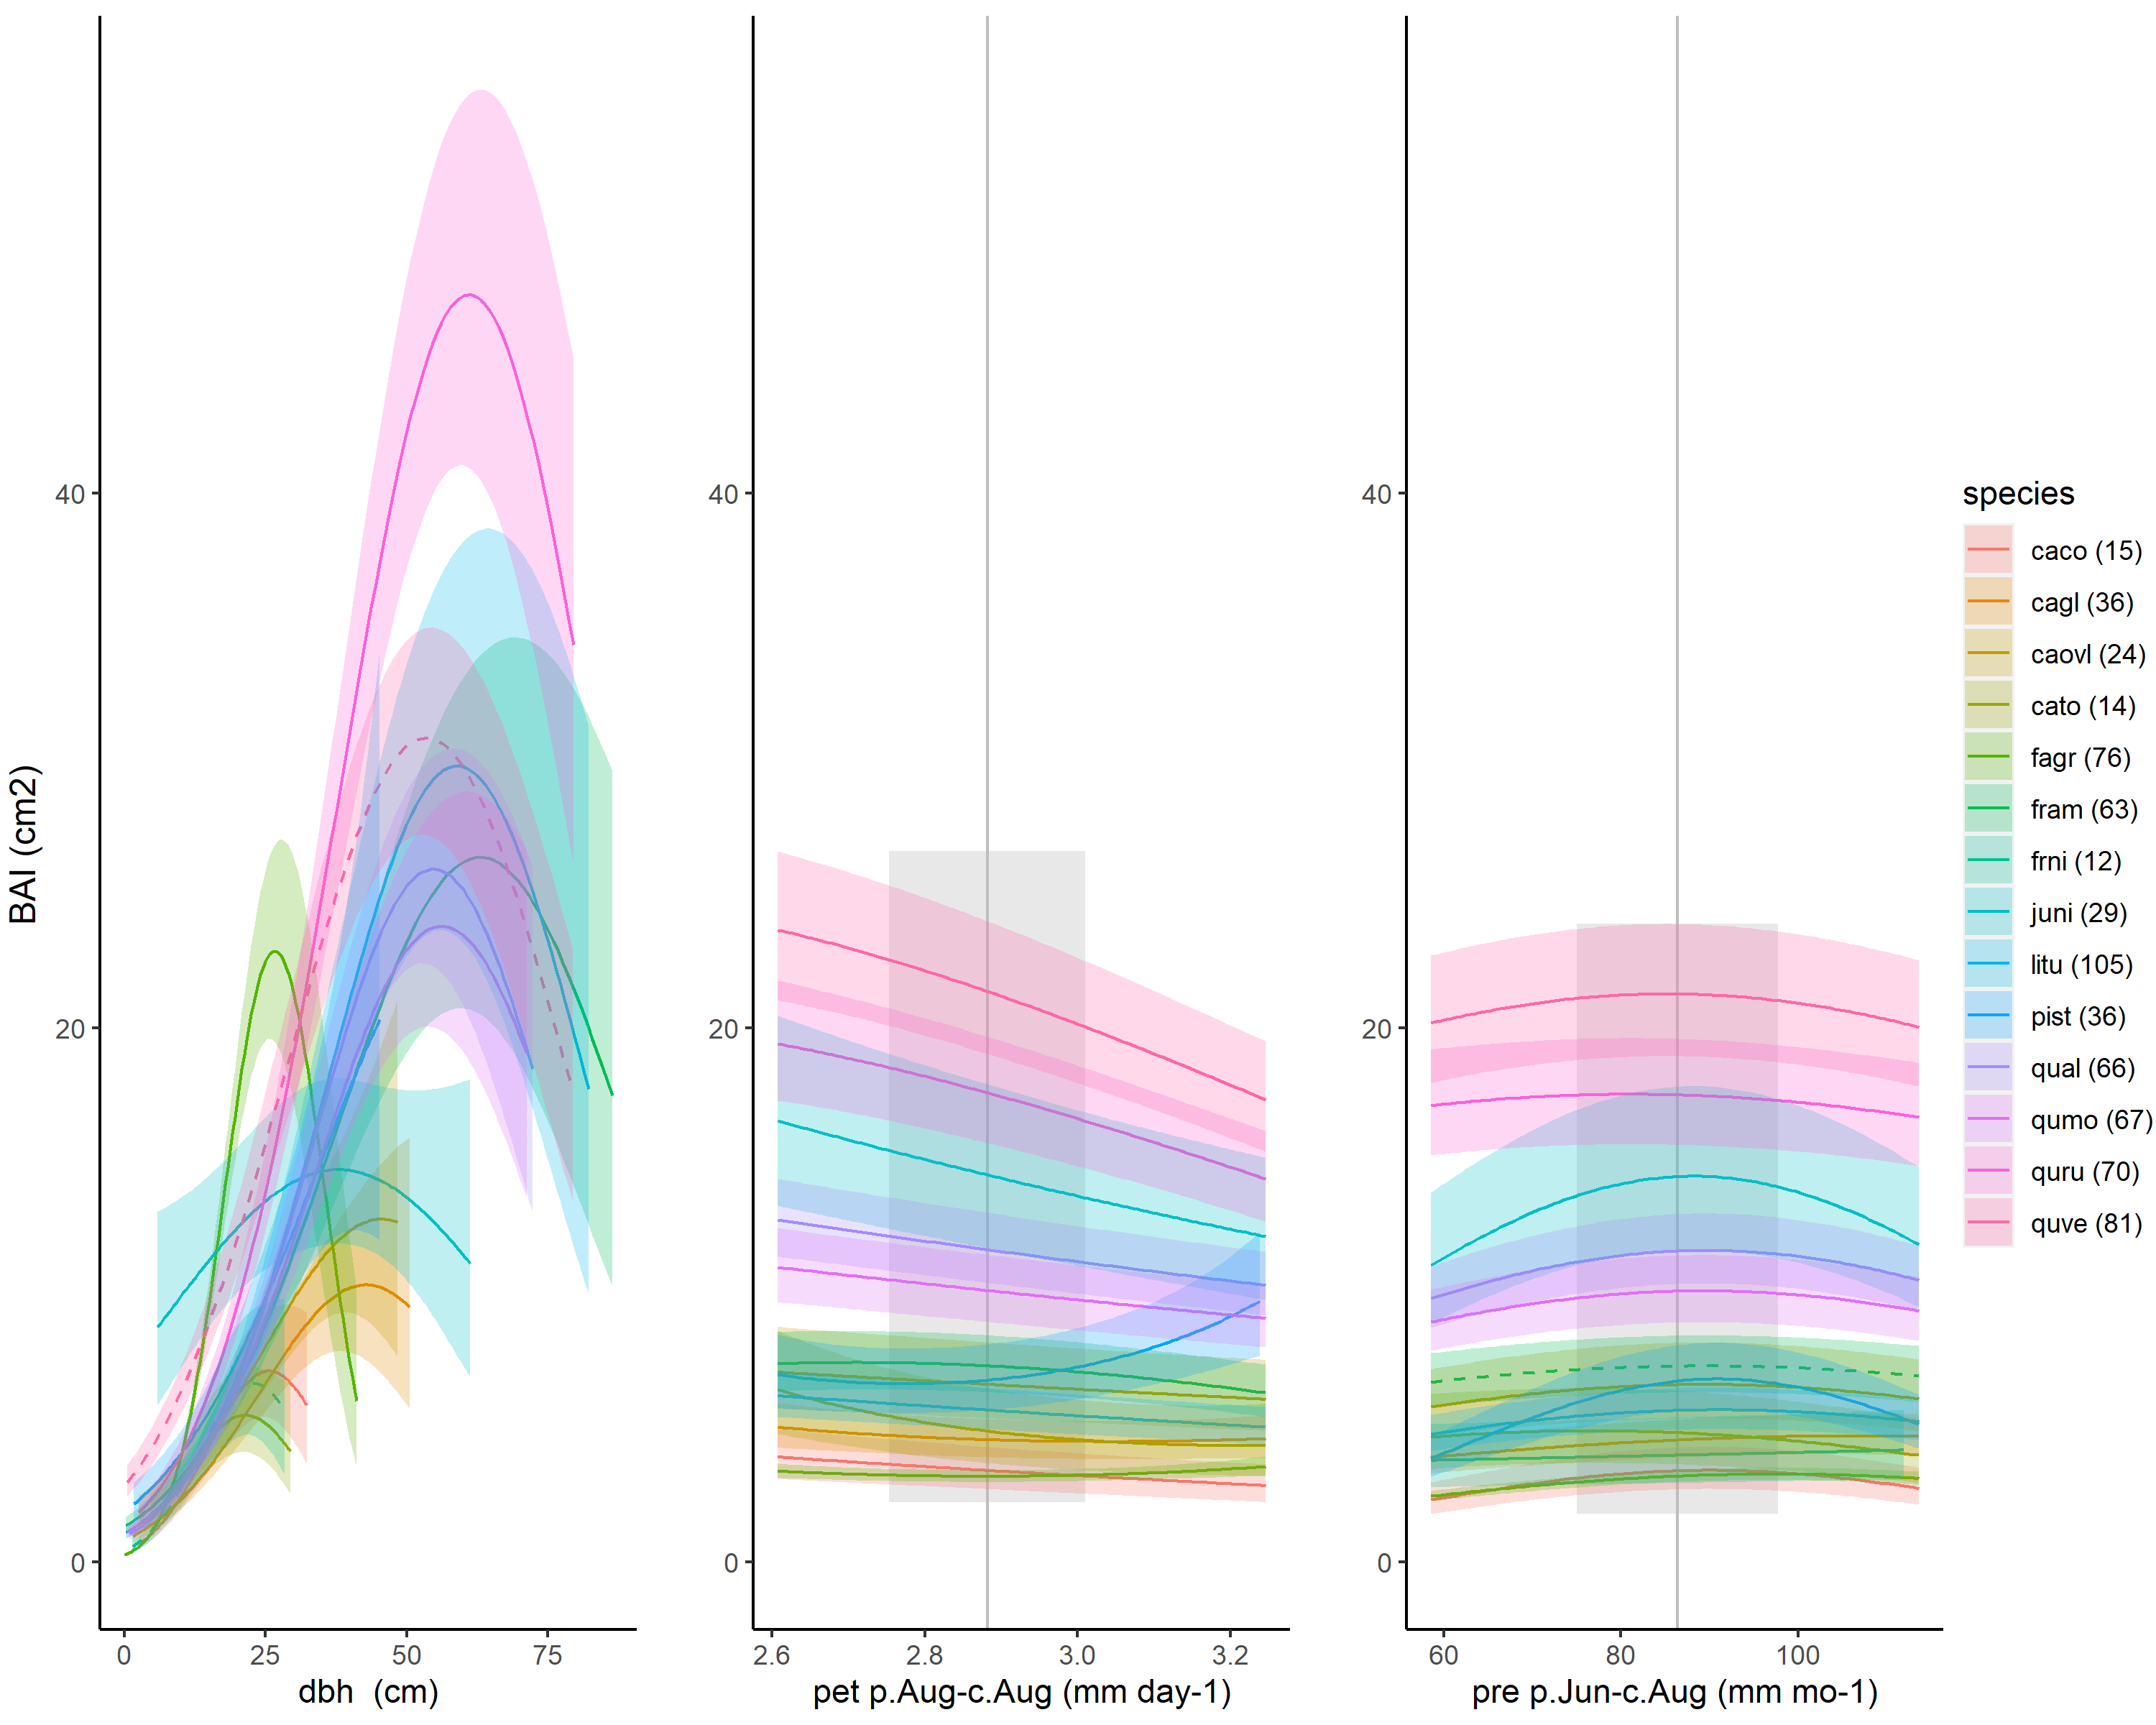 BAI (cm2)
40
20
0
0 25 50 75
dbh  (cm)
40
20
0
2.6 2.8 3.0 3.2
pet p.Aug-c.Aug (mm day-1)
40
20
0
60 80 100
pre p.Jun-c.Aug (mm mo-1)
species
caco (15)
cagl (36)
caovl (24)
cato (14)
fagr (76)
fram (63)
frni (12)
juni (29)
litu (105)
pist (36)
qual (66)
qumo (67)
quru (70)
quve (81)